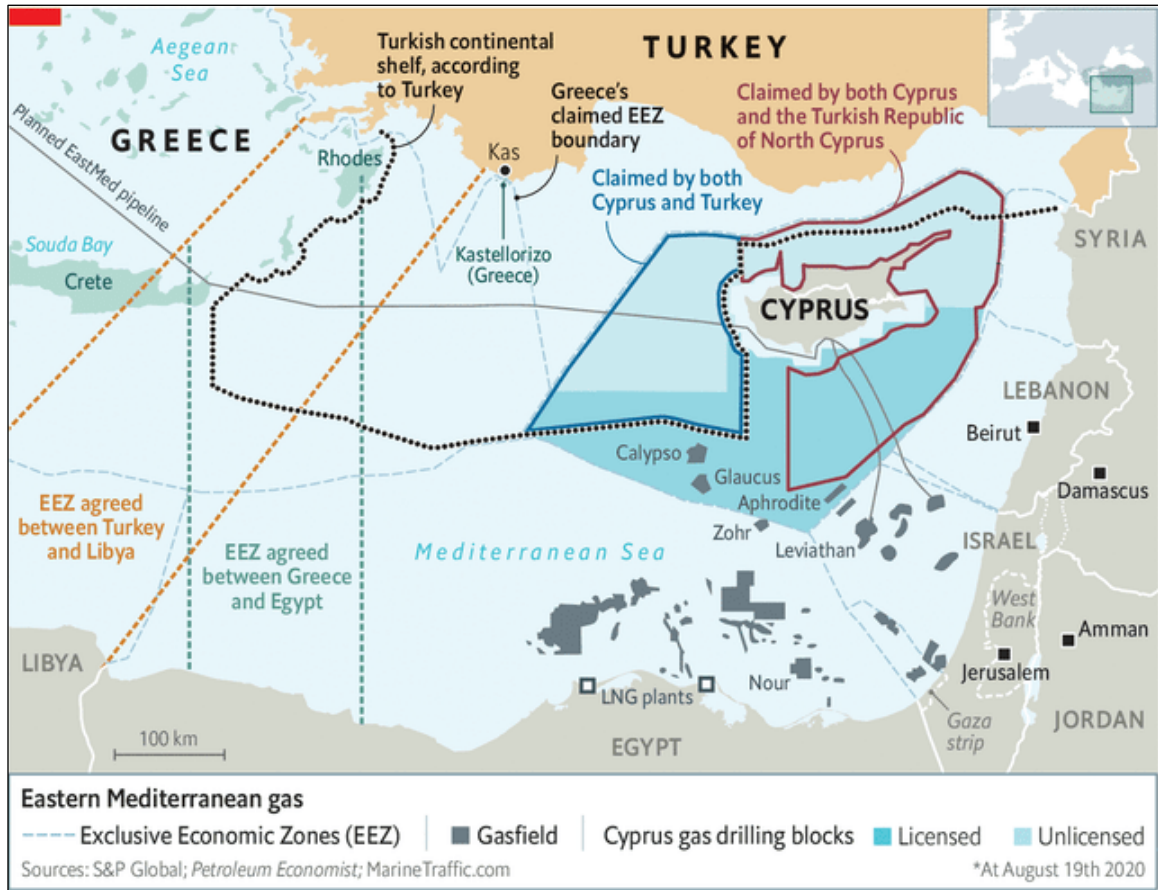 Aegean
Sea
Turkish continental
shelf, according
to Turkey
TURKEY
Greece's
claimed EEZ
boundary
Claimed by both Cyprus
and the Turkish Republic
of North Cyprus
GREECE
Planned EastMed pipeline
Rhodes
Kas
Claimed by both
Cyprus and Turkey
Souda Bay
Crete
Kastellorizo
(Greece)
SYRIA
CYPRUS
LEBANON
Beirut
Damascus
Calypso
Glaucus
Aphrodite
Zohr
Leviathan
ISRAEL
EEZ agreed
between Turkey
and Libya
EEZ agreed
between Greece
and Egypt
Mediterranean Sea
West
Bank
Amman
Jerusalem
LIBYA
LNG plants
Nour
Gaza
strip
JORDAN
100 km
EGYPT
Eastern Mediterranean gas
Exclusive Economic Zones (EEZ)
Gasfield
Cyprus gas drilling blocks
Licensed
Unlicensed
Sources: S&P Global; Petroleum Economist; MarineTraffic.com
*At August 19th 2020